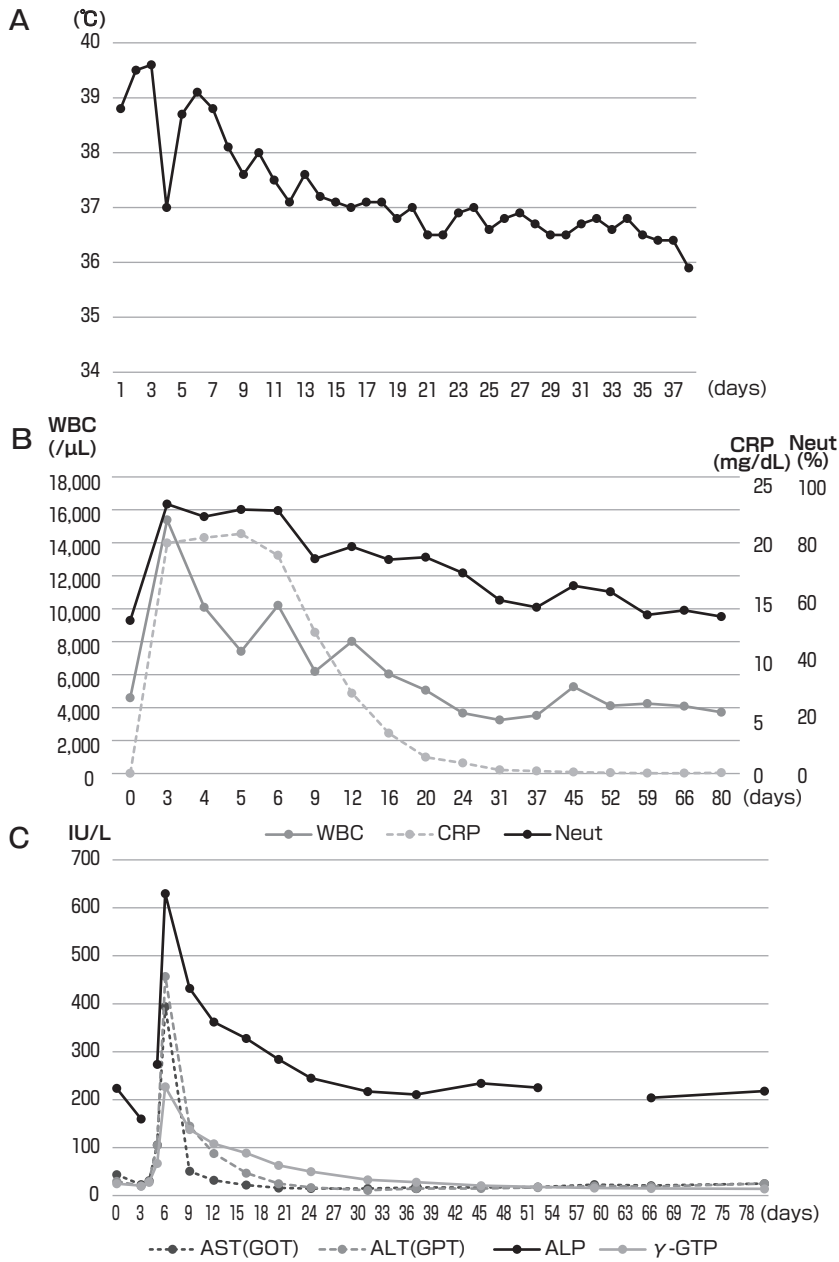 A
(℃)
40
39
38
37
36
35
34
1 3 5 7 9 11 13 15 17 19 21 23 25 27 29 31 33 35 37 (days)
B
WBC
(/μL)
CRP
(mg/dL)
Neut
(%)
18,000
16,000
14,000
12,000
10,000
8,000
6,000
4,000
2,000
0
25
20
15
10
5
0
100
80
60
40
20
0
0 3 4 5 6 9 12 16 20 24 31 37 45 52 59 66 80 (days)
WBC CRP Neut
C
IU/L
700
600
500
400
300
200
100
0
0 3 6 9 12 15 18 21 24 27 30 33 36 39 42 45 48 51 54 57 60 63 66 69 72 75 78 (days)
AST(GOT) ALT(GPT) ALP γ-GTP